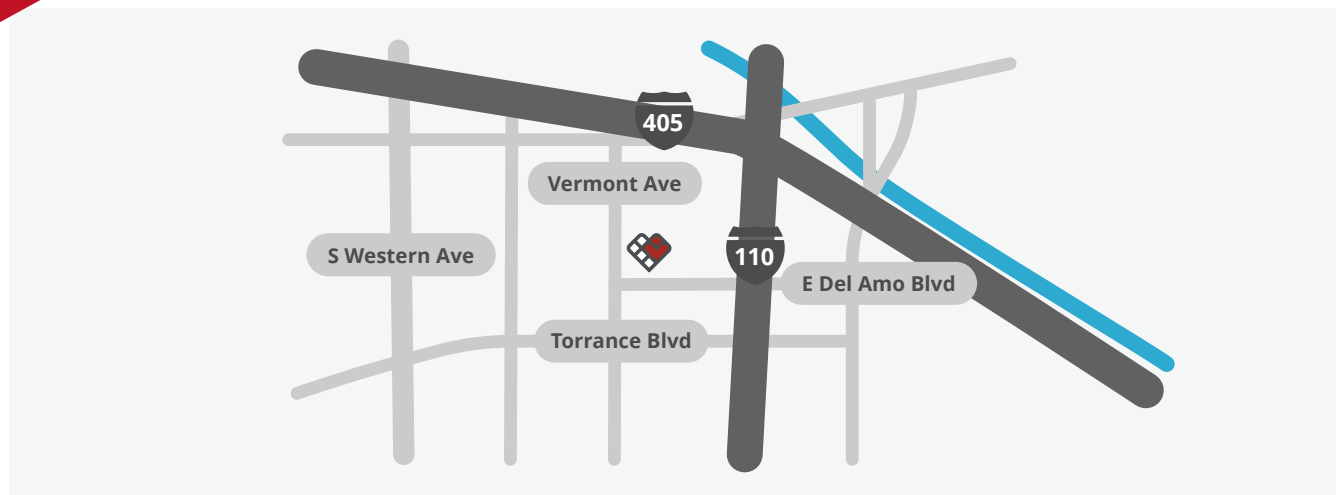 405
Vermont Ave
S Western Ave
110
E Del Amo Blvd
Torrance Blvd